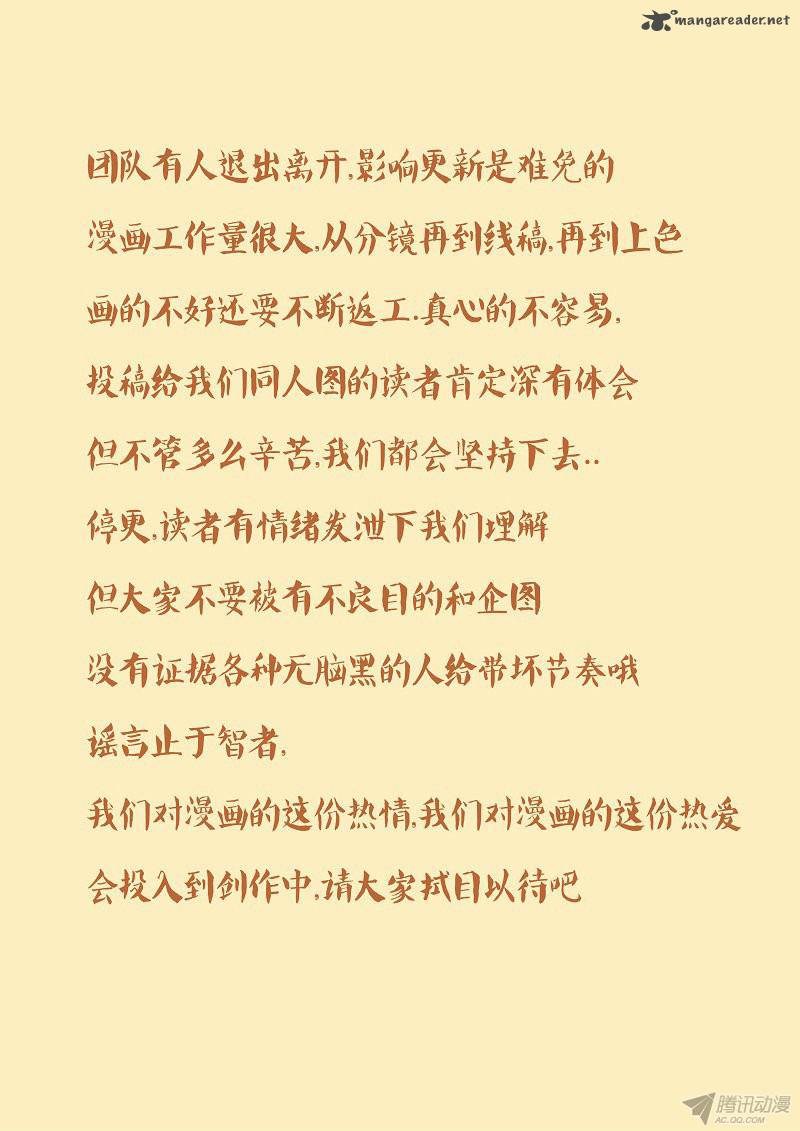 mangareader.net
团队有人退出离开,影响更新是难免的
漫画工作量很大,从分镜再到线稿,再到上色
画的不好还要不断返工.真心的不容易,
投稿给我们同人图的读者肯定深有体会
但不管多么辛苦,我们都会坚持下去..
停更,读者有情绪发泄下我们理解
但大家不要被有不良目的和企图
没有证据各种无脑黑的人给带坏节奏哦
谣言止于智者,
我们对漫画的这份热情,我们对漫画的这份热爱
会投入到创作中,请大家拭目以待吧
腾讯动漫
AC.QQ.COM